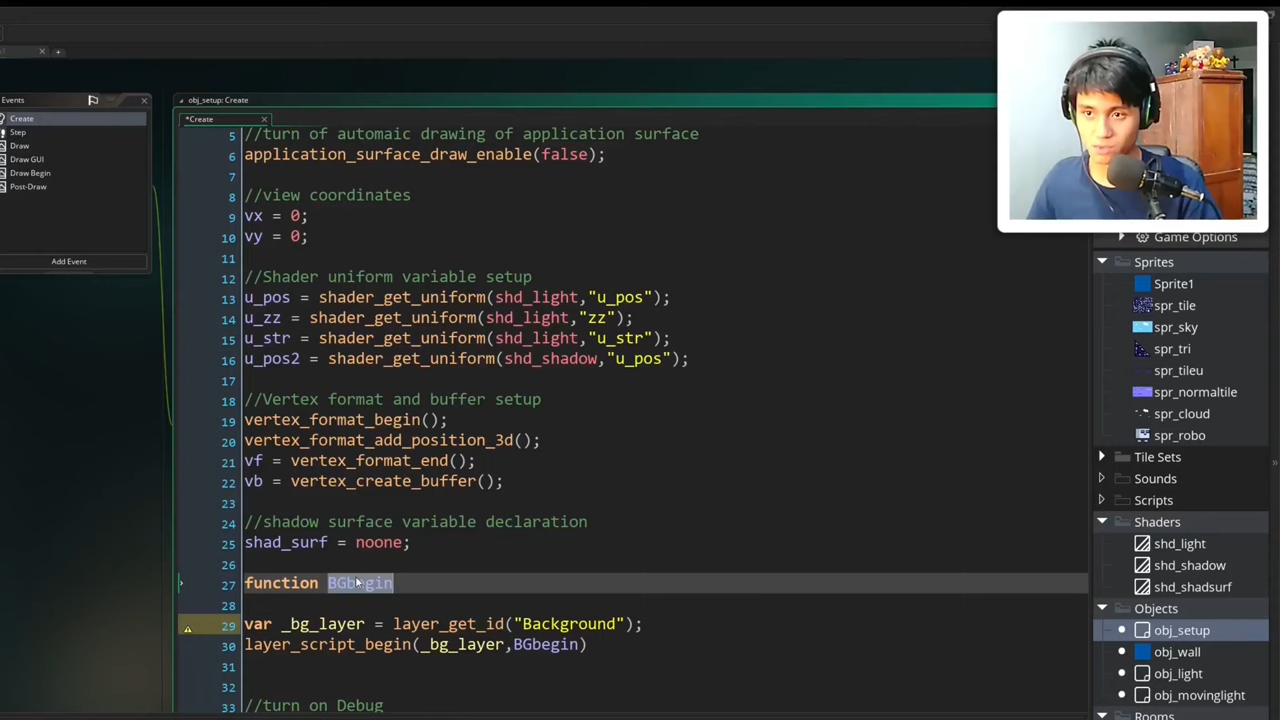 Events
Create
Step
Draw
Draw GUI
Draw Begin
Post-Draw
Add Event
obj_setup: Create
*Create
5 //turn of automaic drawing of application surface
6 application_surface_draw_enable(false);
7
8 //view coordinates
9 vx = 0;
10 vy = 0;
11
12 //Shader uniform variable setup
13 u_pos = shader_get_uniform(shd_light,"u_pos");
14 u_zz = shader_get_uniform(shd_light,"zz");
15 u_str = shader_get_uniform(shd_light,"u_str");
16 u_pos2 = shader_get_uniform(shd_shadow,"u_pos");
17
18 //Vertex format and buffer setup
19 vertex_format_begin();
20 vertex_format_add_position_3d();
21 vf = vertex_format_end();
22 vb = vertex_create_buffer();
23
24 //shadow surface variable declaration
25 shad_surf = noone;
26
27 function BGbegin
28
29 var _bg_layer = layer_get_id("Background");
30 layer_script_begin(_bg_layer,BGbegin)
31
32
33 //turn on Debug
Game Options
Sprites
Sprite1
spr_tile
spr_sky
spr_tri
spr_tileu
spr_normaltile
spr_cloud
spr_robo
Tile Sets
Sounds
Scripts
Shaders
shd_light
shd_shadow
shd_shadsurf
Objects
obj_setup
obj_wall
obj_light
obj_movinglight
Rooms